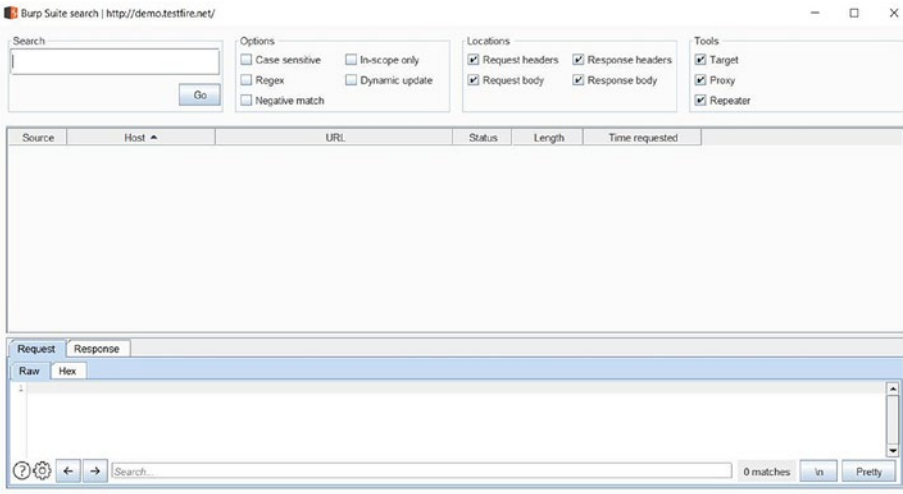 Burp Suite search | http://demo.testfire.net/
Search
Go
Options
Case sensitive
In-scope only
Regex
Dynamic update
Negative match
Locations
Request headers
Response headers
Request body
Response body
Tools
Target
Proxy
Repeater
Source Host URL Status Length Time requested
Request Response
Raw Hex
1
? Search... 0 matches \n Pretty